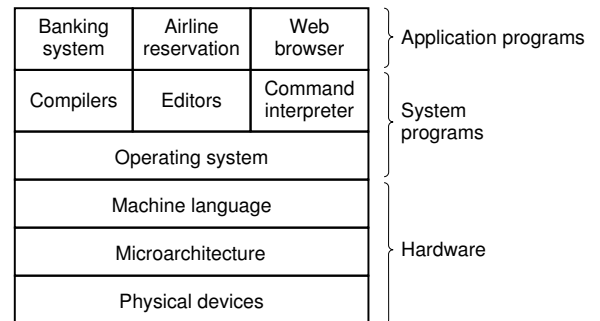 Banking
system
Airline
reservation
Web
browser
Application programs
Compilers
Editors
Command
interpreter
System
programs
Operating system
Machine language
Microarchitecture
Hardware
Physical devices